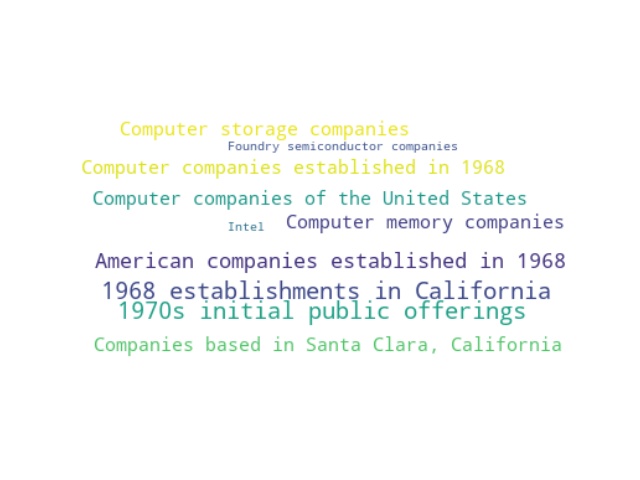 Computer storage companies
Foundry semiconductor companies
Computer companies established in 1968
Computer companies of the United States
Intel Computer memory companies
American companies established in 1968
1968 establishments in California
1970s initial public offerings
Companies based in Santa Clara, California